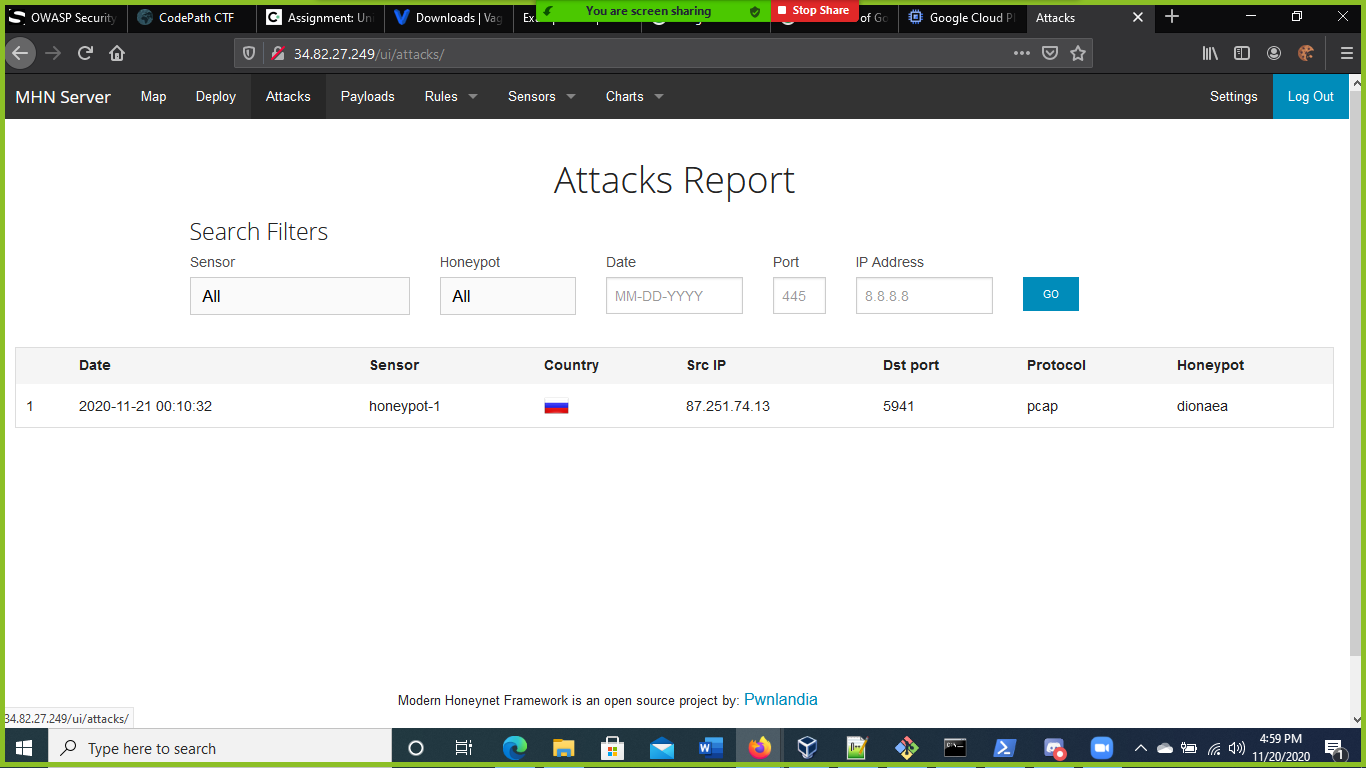 OWASP Security
CodePath CTF
Assignment: Uni
Downloads | Vag
You are screen sharing
Stop Share
of Go
Google Cloud Pl
Attacks
34.82.27.249/ui/attacks/
MHN Server Map Deploy Attacks Payloads Rules Sensors Charts Settings Log Out
Attacks Report
Search Filters
Sensor Honeypot Date Port IP Address
All All MM-DD-YYYY 445 8.8.8.8 GO
Date Sensor Country Src IP Dst port Protocol Honeypot
1 2020-11-21 00:10:32 honeypot-1 87.251.74.13 5941 pcap dionaea
Modern Honeynet Framework is an open source project by: Pwnlandia
34.82.27.249/ui/attacks/
Type here to search
4:59 PM
11/20/2020
1